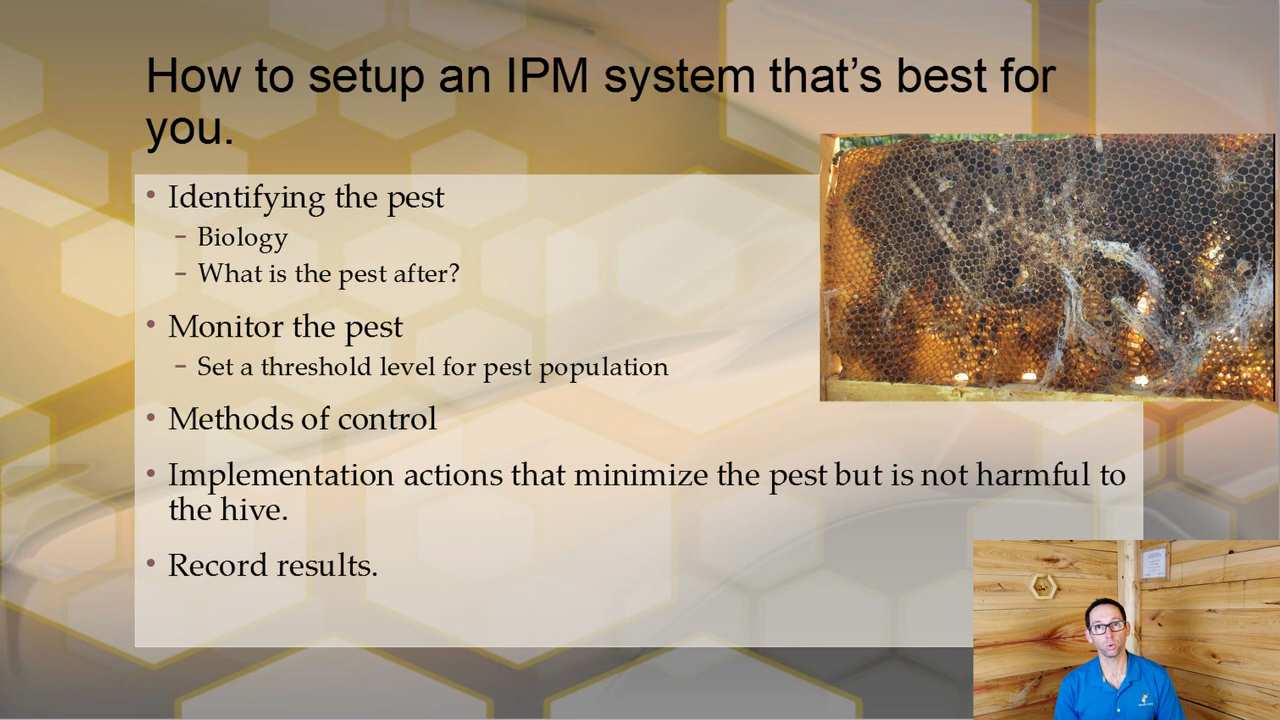 How to setup an IPM system that’s best for
you.
• Identifying the pest
– Biology
– What is the pest after?
• Monitor the pest
– Set a threshold level for pest population
• Methods of control
• Implementation actions that minimize the pest but is not harmful to
the hive.
• Record results.